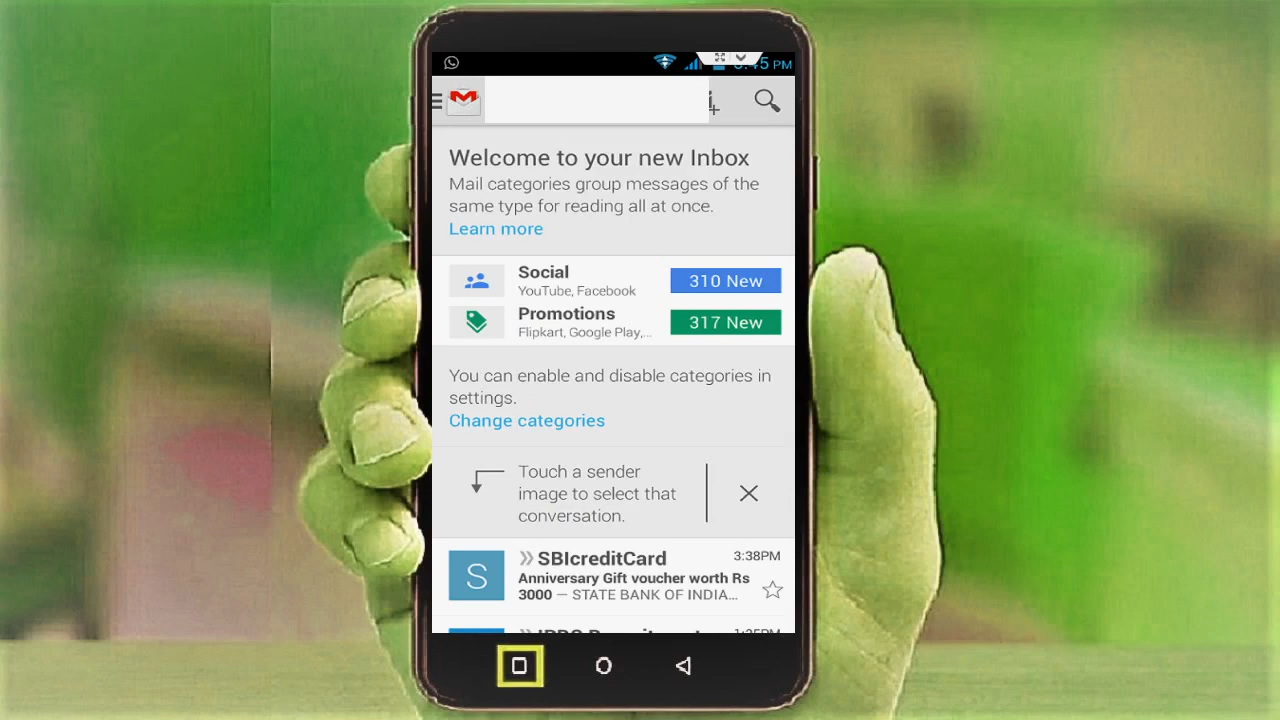 PM
Welcome to your new Inbox
Mail categories group messages of the
same type for reading all at once.
Learn more
Social
YouTube, Facebook
310 New
Promotions
Flipkart, Google Play,...
317 New
You can enable and disable categories in
settings.
Change categories
Touch a sender
image to select that
conversation.
S
SBIcreditCard
3:38PM
Anniversary Gift voucher worth Rs
3000 — STATE BANK OF INDIA...